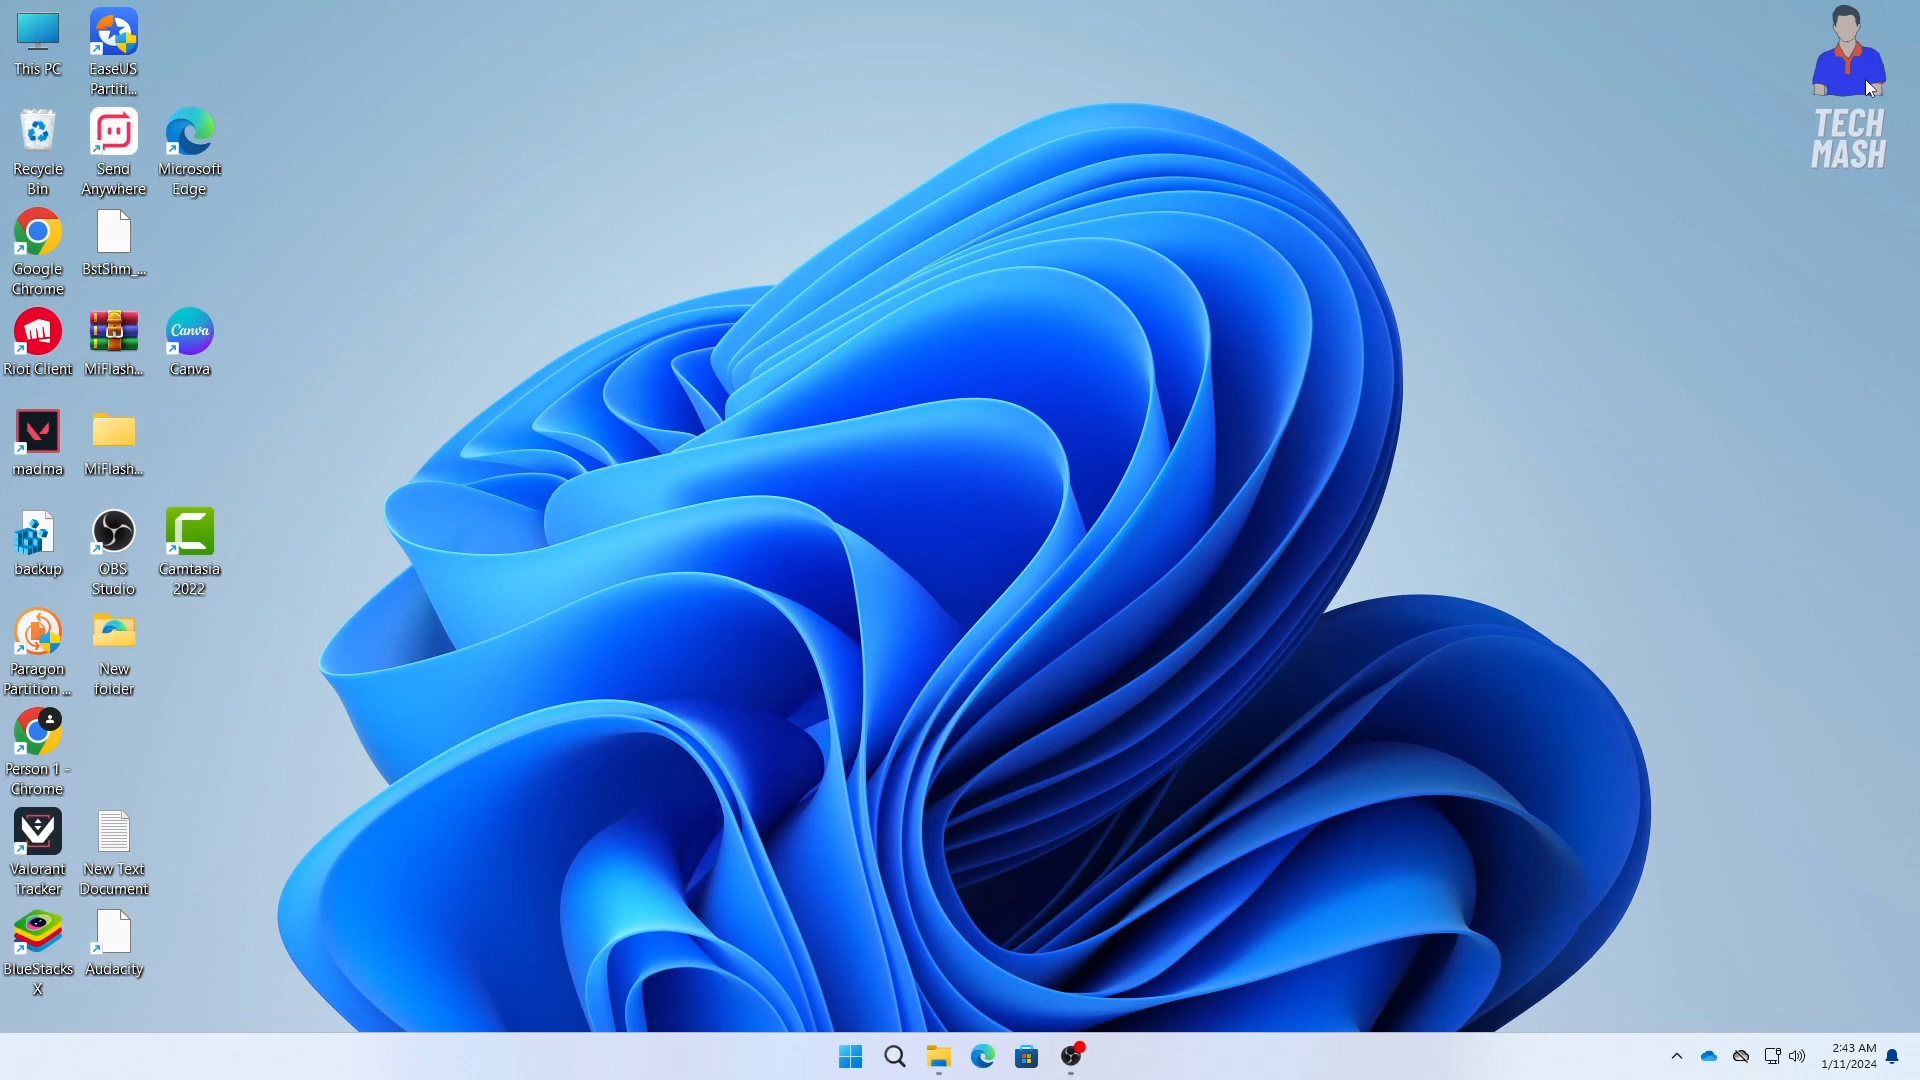 This PC
EaseUS
Partiti...
Recycle
Bin
Send
Anywhere
Microsoft
Edge
Google
Chrome
BstShm_...
Riot Client
MiFlash...
Canva
Canva
madma
MiFlash...
backup
OBS
Studio
Camtasia
2022
Paragon
Partition ...
New
folder
Person 1 -
Chrome
Valorant
Tracker
New Text
Document
BlueStacks
X
Audacity
TECH
MASH
2:43 AM
1/11/2024